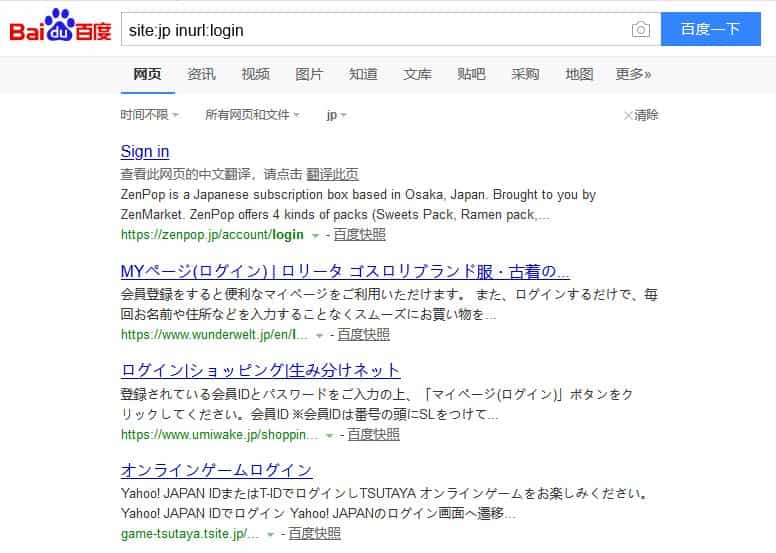 Bai du 百度 site:jp inurl:login 百度一下
网页 资讯 视频 图片 知道 文库 贴吧 采购 地图 更多»
时间不限 所有网页和文件 jp ×清除
Sign in
查看此网页的中文翻译，请点击 翻译此页
ZenPop is a Japanese subscription box based in Osaka, Japan. Brought to you by
ZenMarket. ZenPop offers 4 kinds of packs (Sweets Pack, Ramen pack,...
https://zenpop.jp/account/login - 百度快照
MYページ(ログイン) | ロリータ ゴスロリブランド服・古着の...
会員登録をすると便利なマイページをご利用いただけます。 また、ログインするだけで、毎
回お名前や住所などを入力することなくスムーズにお買い物を...
https://www.wunderwelt.jp/en/l... - 百度快照
ログイン|ショッピング|生み分けネット
登録されている会員IDとパスワードをご入力の上、「マイページ(ログイン)」ボタンをク
リックしてください。会員ID ※会員IDは番号の頭にSLをつけて...
https://www.umiwake.jp/shoppin... - 百度快照
オンラインゲームログイン
Yahoo! JAPAN IDまたはT-IDでログインしTSUTAYA オンラインゲームをお楽しみください。
Yahoo! JAPAN IDでログイン Yahoo! JAPANのログイン画面へ遷移...
game-tsutaya.tsite.jp/... - 百度快照